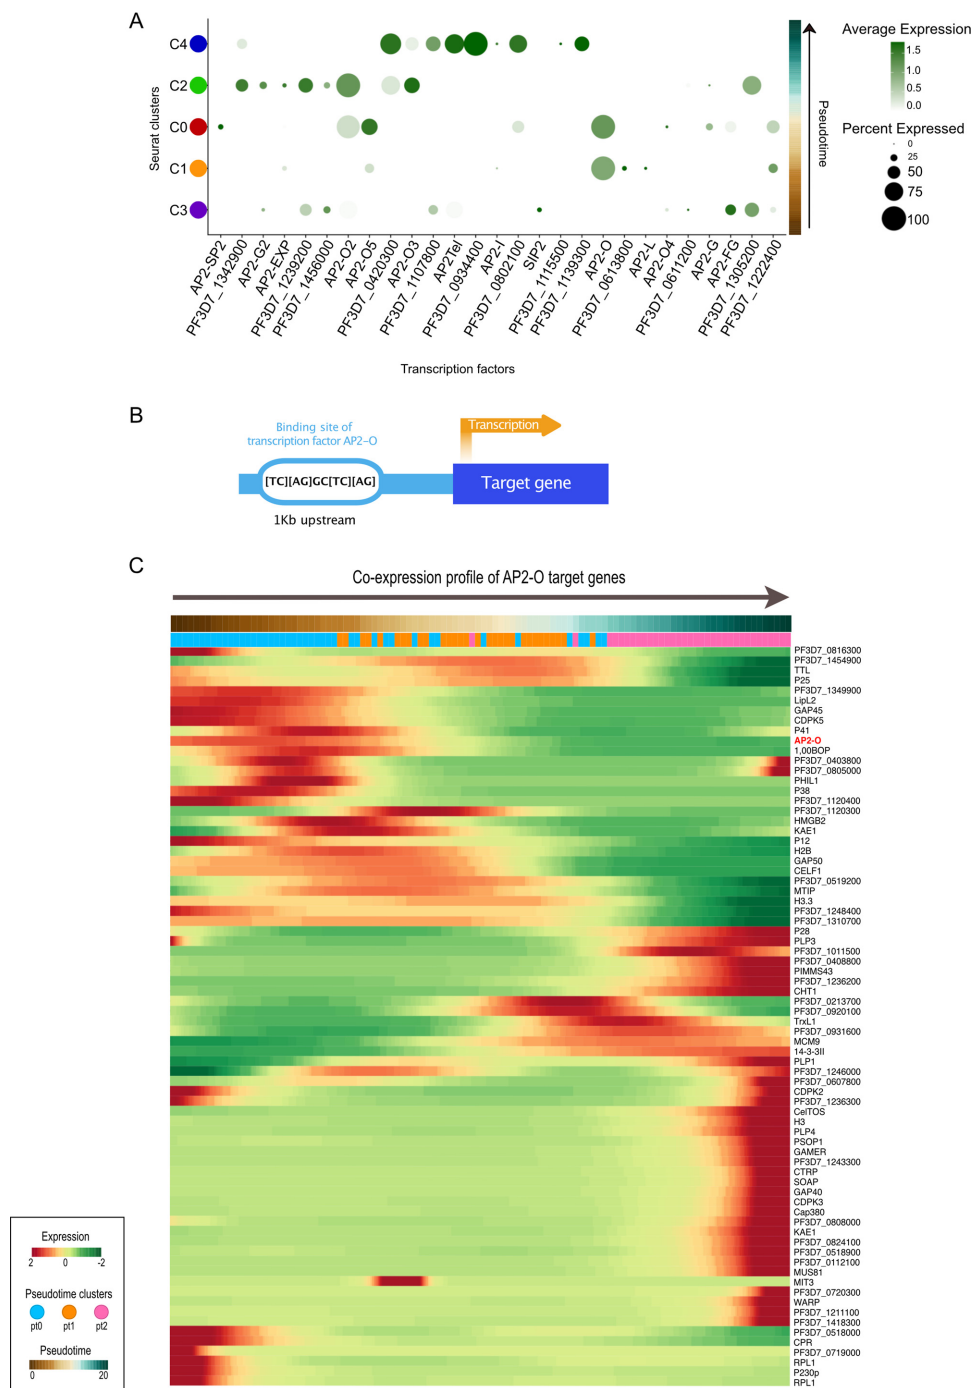 A
C4
C2
C0
C1
C3
Seurat clusters
Pseudotime
Average Expression
1.5
1.0
0.5
0.0
Percent Expressed
0
25
50
75
100
AP2-SP2
PF3D7_1342900
AP2-G2
AP2-EXP
PF3D7_1239200
PF3D7_1456000
AP2-O2
AP2-O5
PF3D7_0420300
AP2-O3
PF3D7_1107800
AP2Tel
PF3D7_0934400
AP2-I
PF3D7_0802100
SIP2
PF3D7_1115500
PF3D7_1139300
AP2-O
PF3D7_0613800
AP2-L
AP2-O4
PF3D7_0611200
AP2-G
AP2-FG
PF3D7_1305200
PF3D7_1222400
Transcription factors
B
Binding site of
transcription factor AP2-O
Transcription
[TC][AG]GC[TC][AG]
Target gene
1Kb upstream
C
Co-expression profile of AP2-O target genes
PF3D7_0816300
PF3D7_1454900
TTL
P25
PF3D7_1349900
LipL2
GAP45
CDPK5
P41
AP2-O
1,00BOP
PF3D7_0403800
PF3D7_0805000
PHIL1
P38
PF3D7_1120400
PF3D7_1120300
HMGB2
KAE1
P12
H2B
GAP50
CELF1
PF3D7_0519200
MTIP
H3.3
PF3D7_1248400
PF3D7_1310700
P28
PLP3
PF3D7_1011500
PF3D7_0408800
PIMMS43
PF3D7_1236200
CHT1
PF3D7_0213700
PF3D7_0920100
TrxL1
PF3D7_0931600
MCM9
14-3-3II
PLP1
PF3D7_1246000
PF3D7_0607800
CDPK2
PF3D7_1236300
CelTOS
H3
PLP4
PSOP1
GAMER
PF3D7_1243300
CTRP
SOAP
GAP40
CDPK3
Cap380
PF3D7_0808000
KAE1
PF3D7_0824100
PF3D7_0518900
PF3D7_0112100
MUS81
MIT3
PF3D7_0720300
WARP
PF3D7_1211100
PF3D7_1418300
PF3D7_0518000
CPR
PF3D7_0719000
RPL1
P230p
RPL1
Expression
2 0 -2
Pseudotime clusters
pt0 pt1 pt2
Pseudotime
0 20